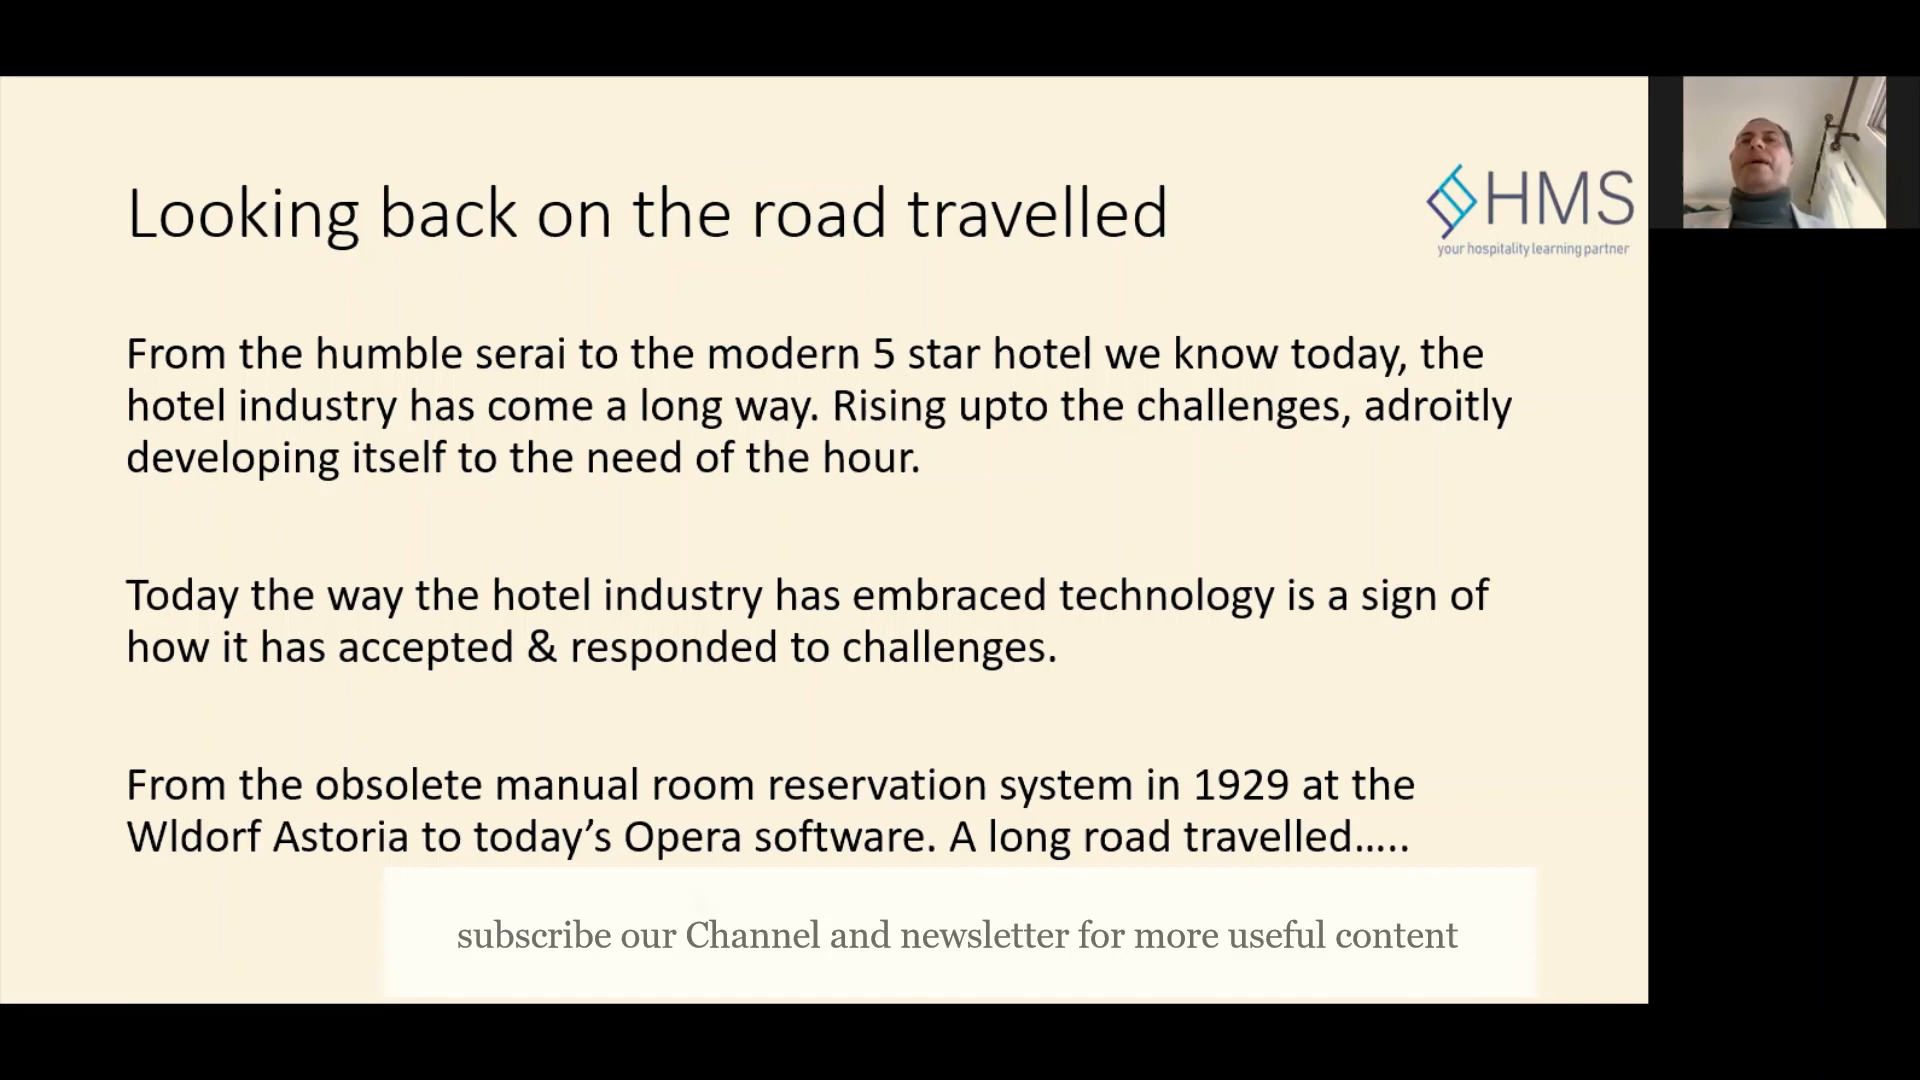 Looking back on the road travelled
HMS
your hospitality learning partner
From the humble serai to the modern 5 star hotel we know today, the
hotel industry has come a long way. Rising upto the challenges, adroitly
developing itself to the need of the hour.
Today the way the hotel industry has embraced technology is a sign of
how it has accepted & responded to challenges.
From the obsolete manual room reservation system in 1929 at the
Wldorf Astoria to today’s Opera software. A long road travelled…..
subscribe our Channel and newsletter for more useful content